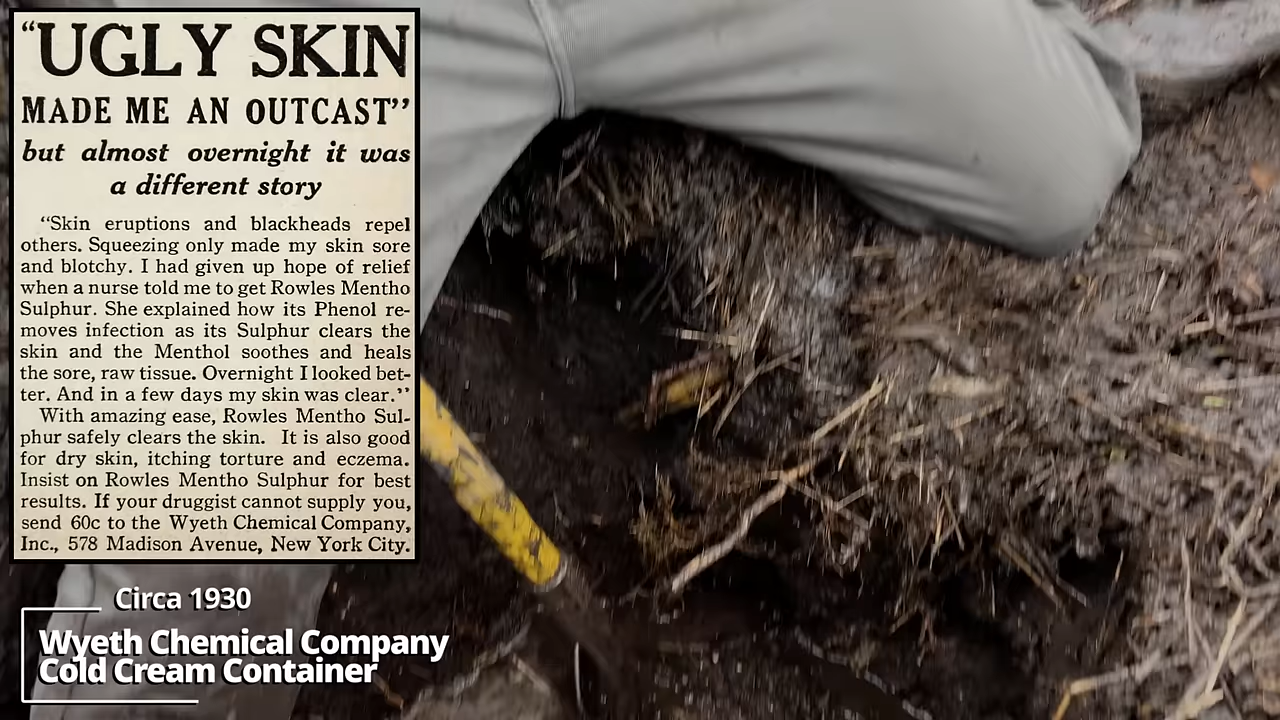 “UGLY SKIN
MADE ME AN OUTCAST”
but almost overnight it was
a different story
“Skin eruptions and blackheads repel
others. Squeezing only made my skin sore
and blotchy. I had given up hope of relief
when a nurse told me to get Rowles Mentho
Sulphur. She explained how its Phenol re-
moves infection as its Sulphur clears the
skin and the Menthol soothes and heals
the sore, raw tissue. Overnight I looked bet-
ter. And in a few days my skin was clear.”
With amazing ease, Rowles Mentho Sul-
phur safely clears the skin. It is also good
for dry skin, itching torture and eczema.
Insist on Rowles Mentho Sulphur for best
results. If your druggist cannot supply you,
send 60c to the Wyeth Chemical Company,
Inc., 578 Madison Avenue, New York City.
Circa 1930
Wyeth Chemical Company
Cold Cream Container